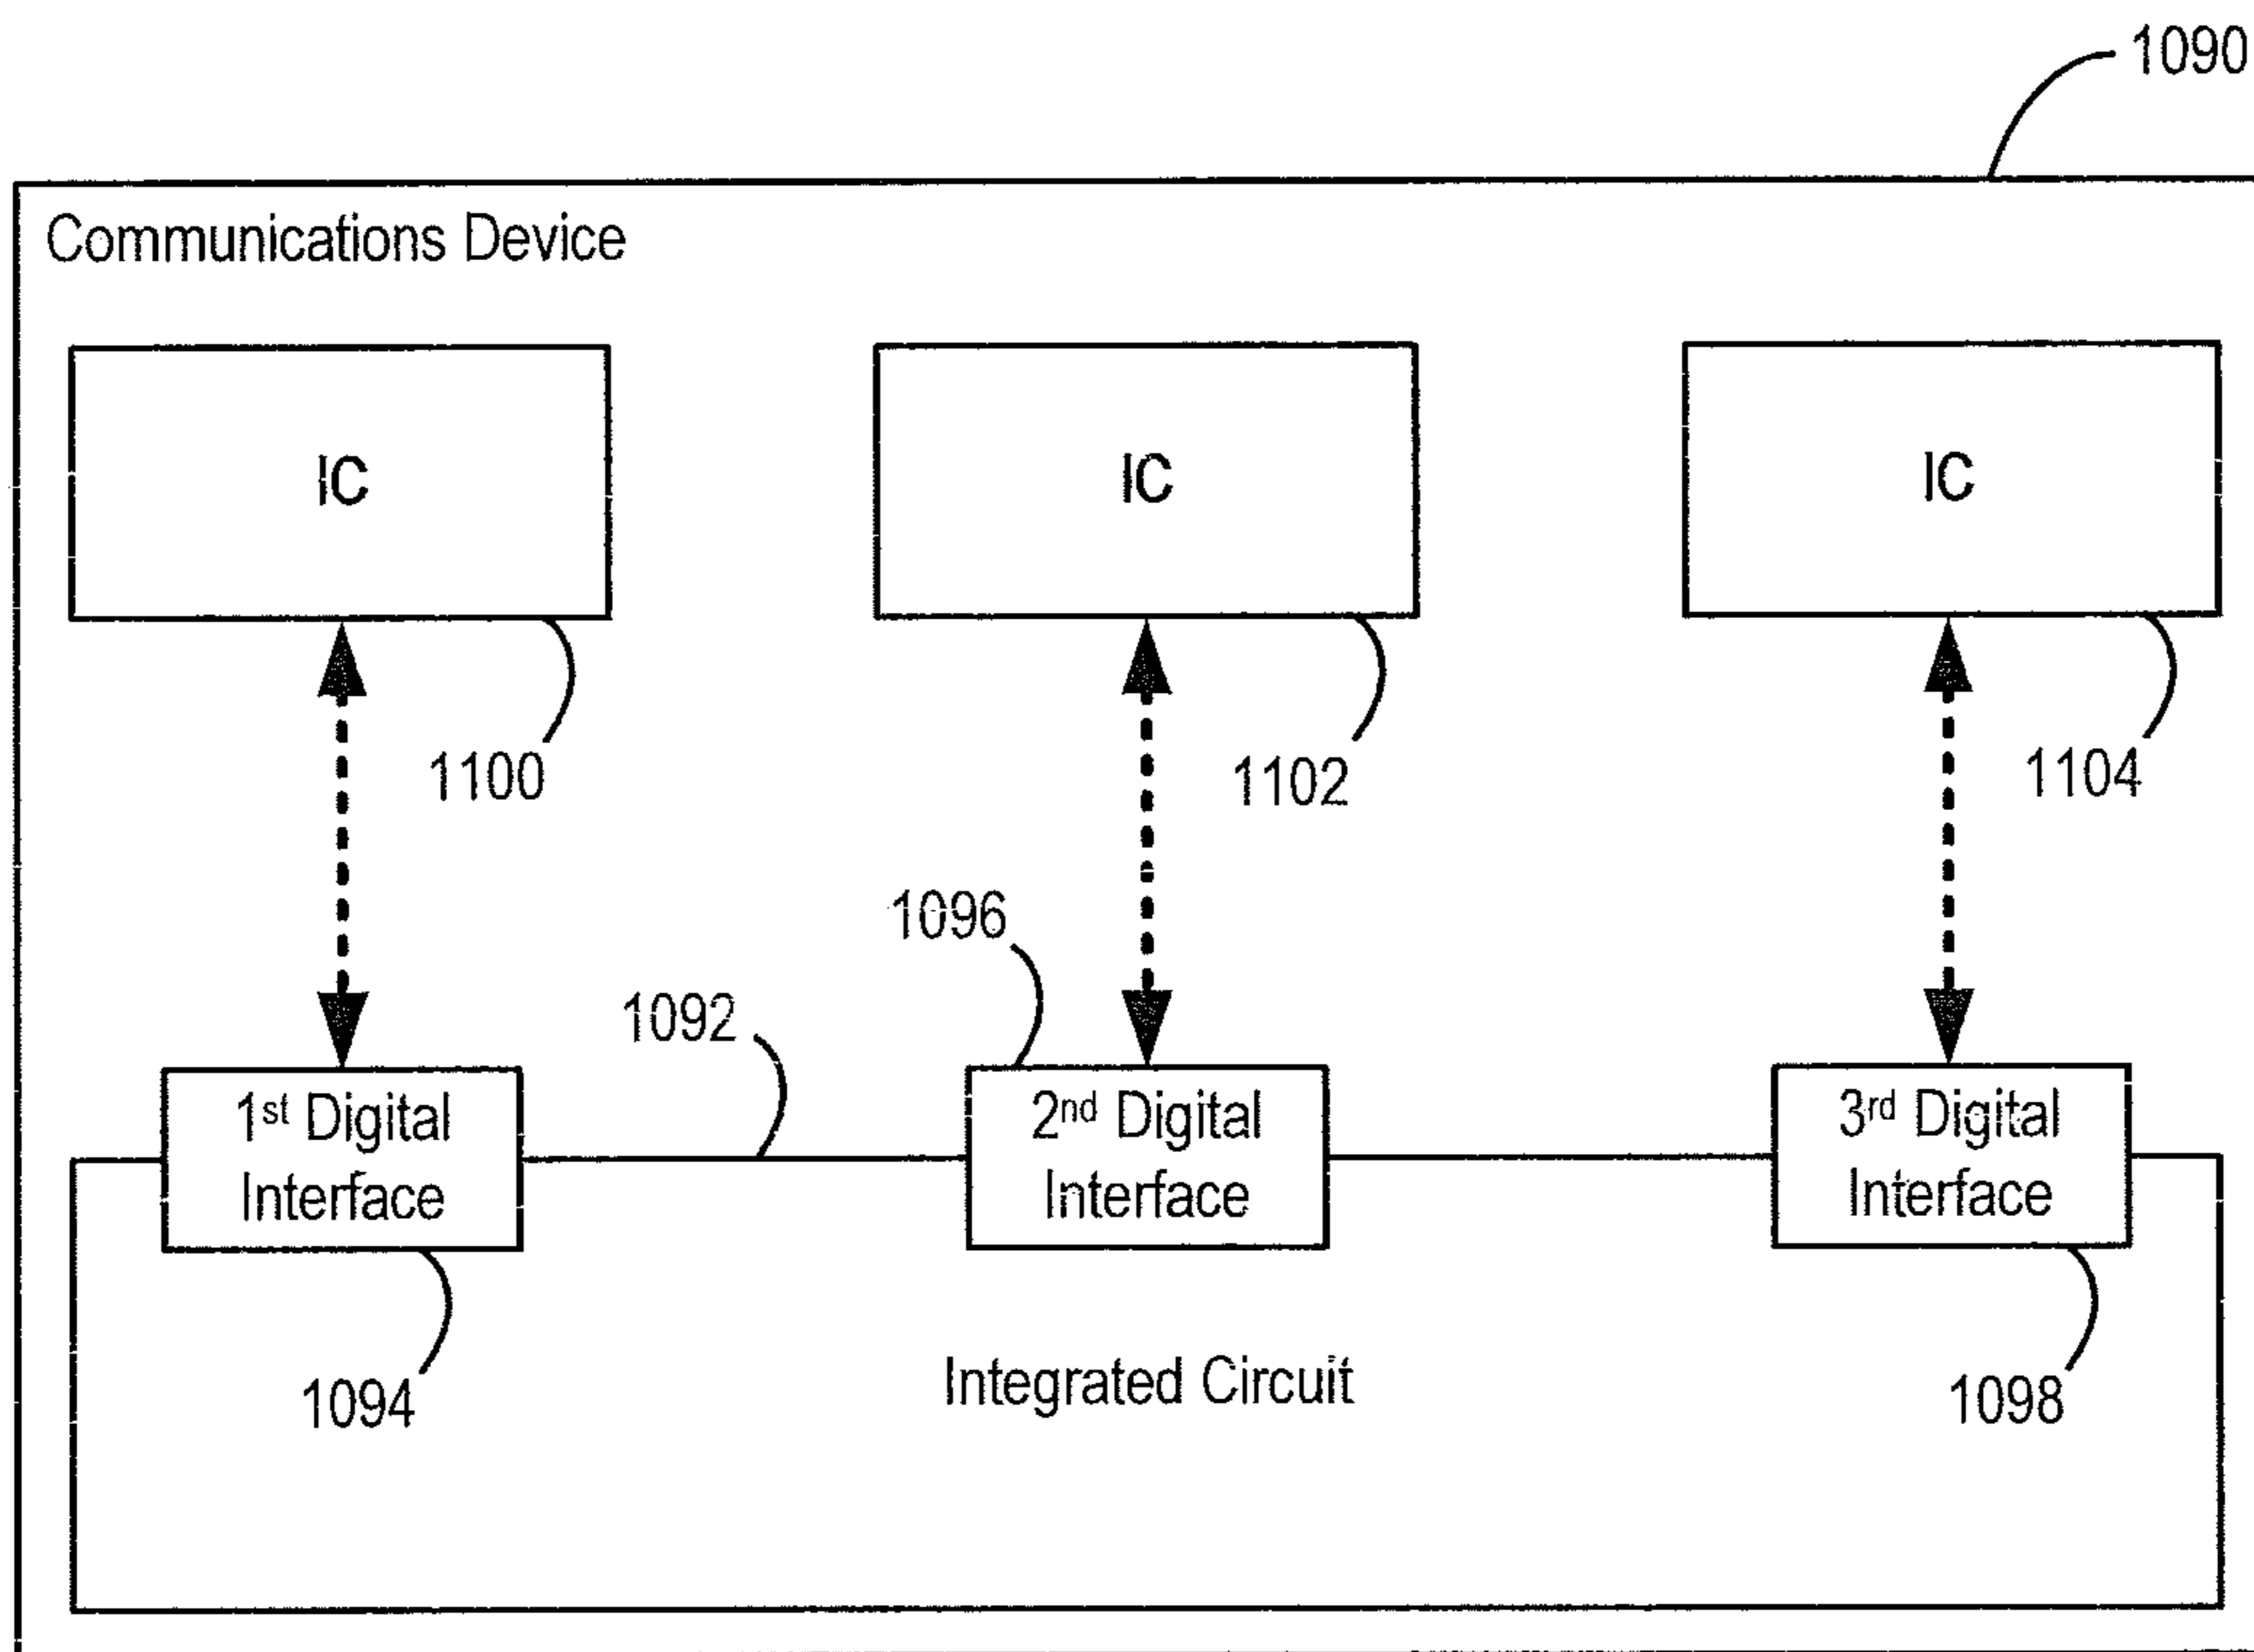 1090
Communications Device
IC
IC
IC
1100
1102
1104
1096
1092
1st Digital
Interface
2nd Digital
Interface
3rd Digital
Interface
1094
Integrated Circuit
1098